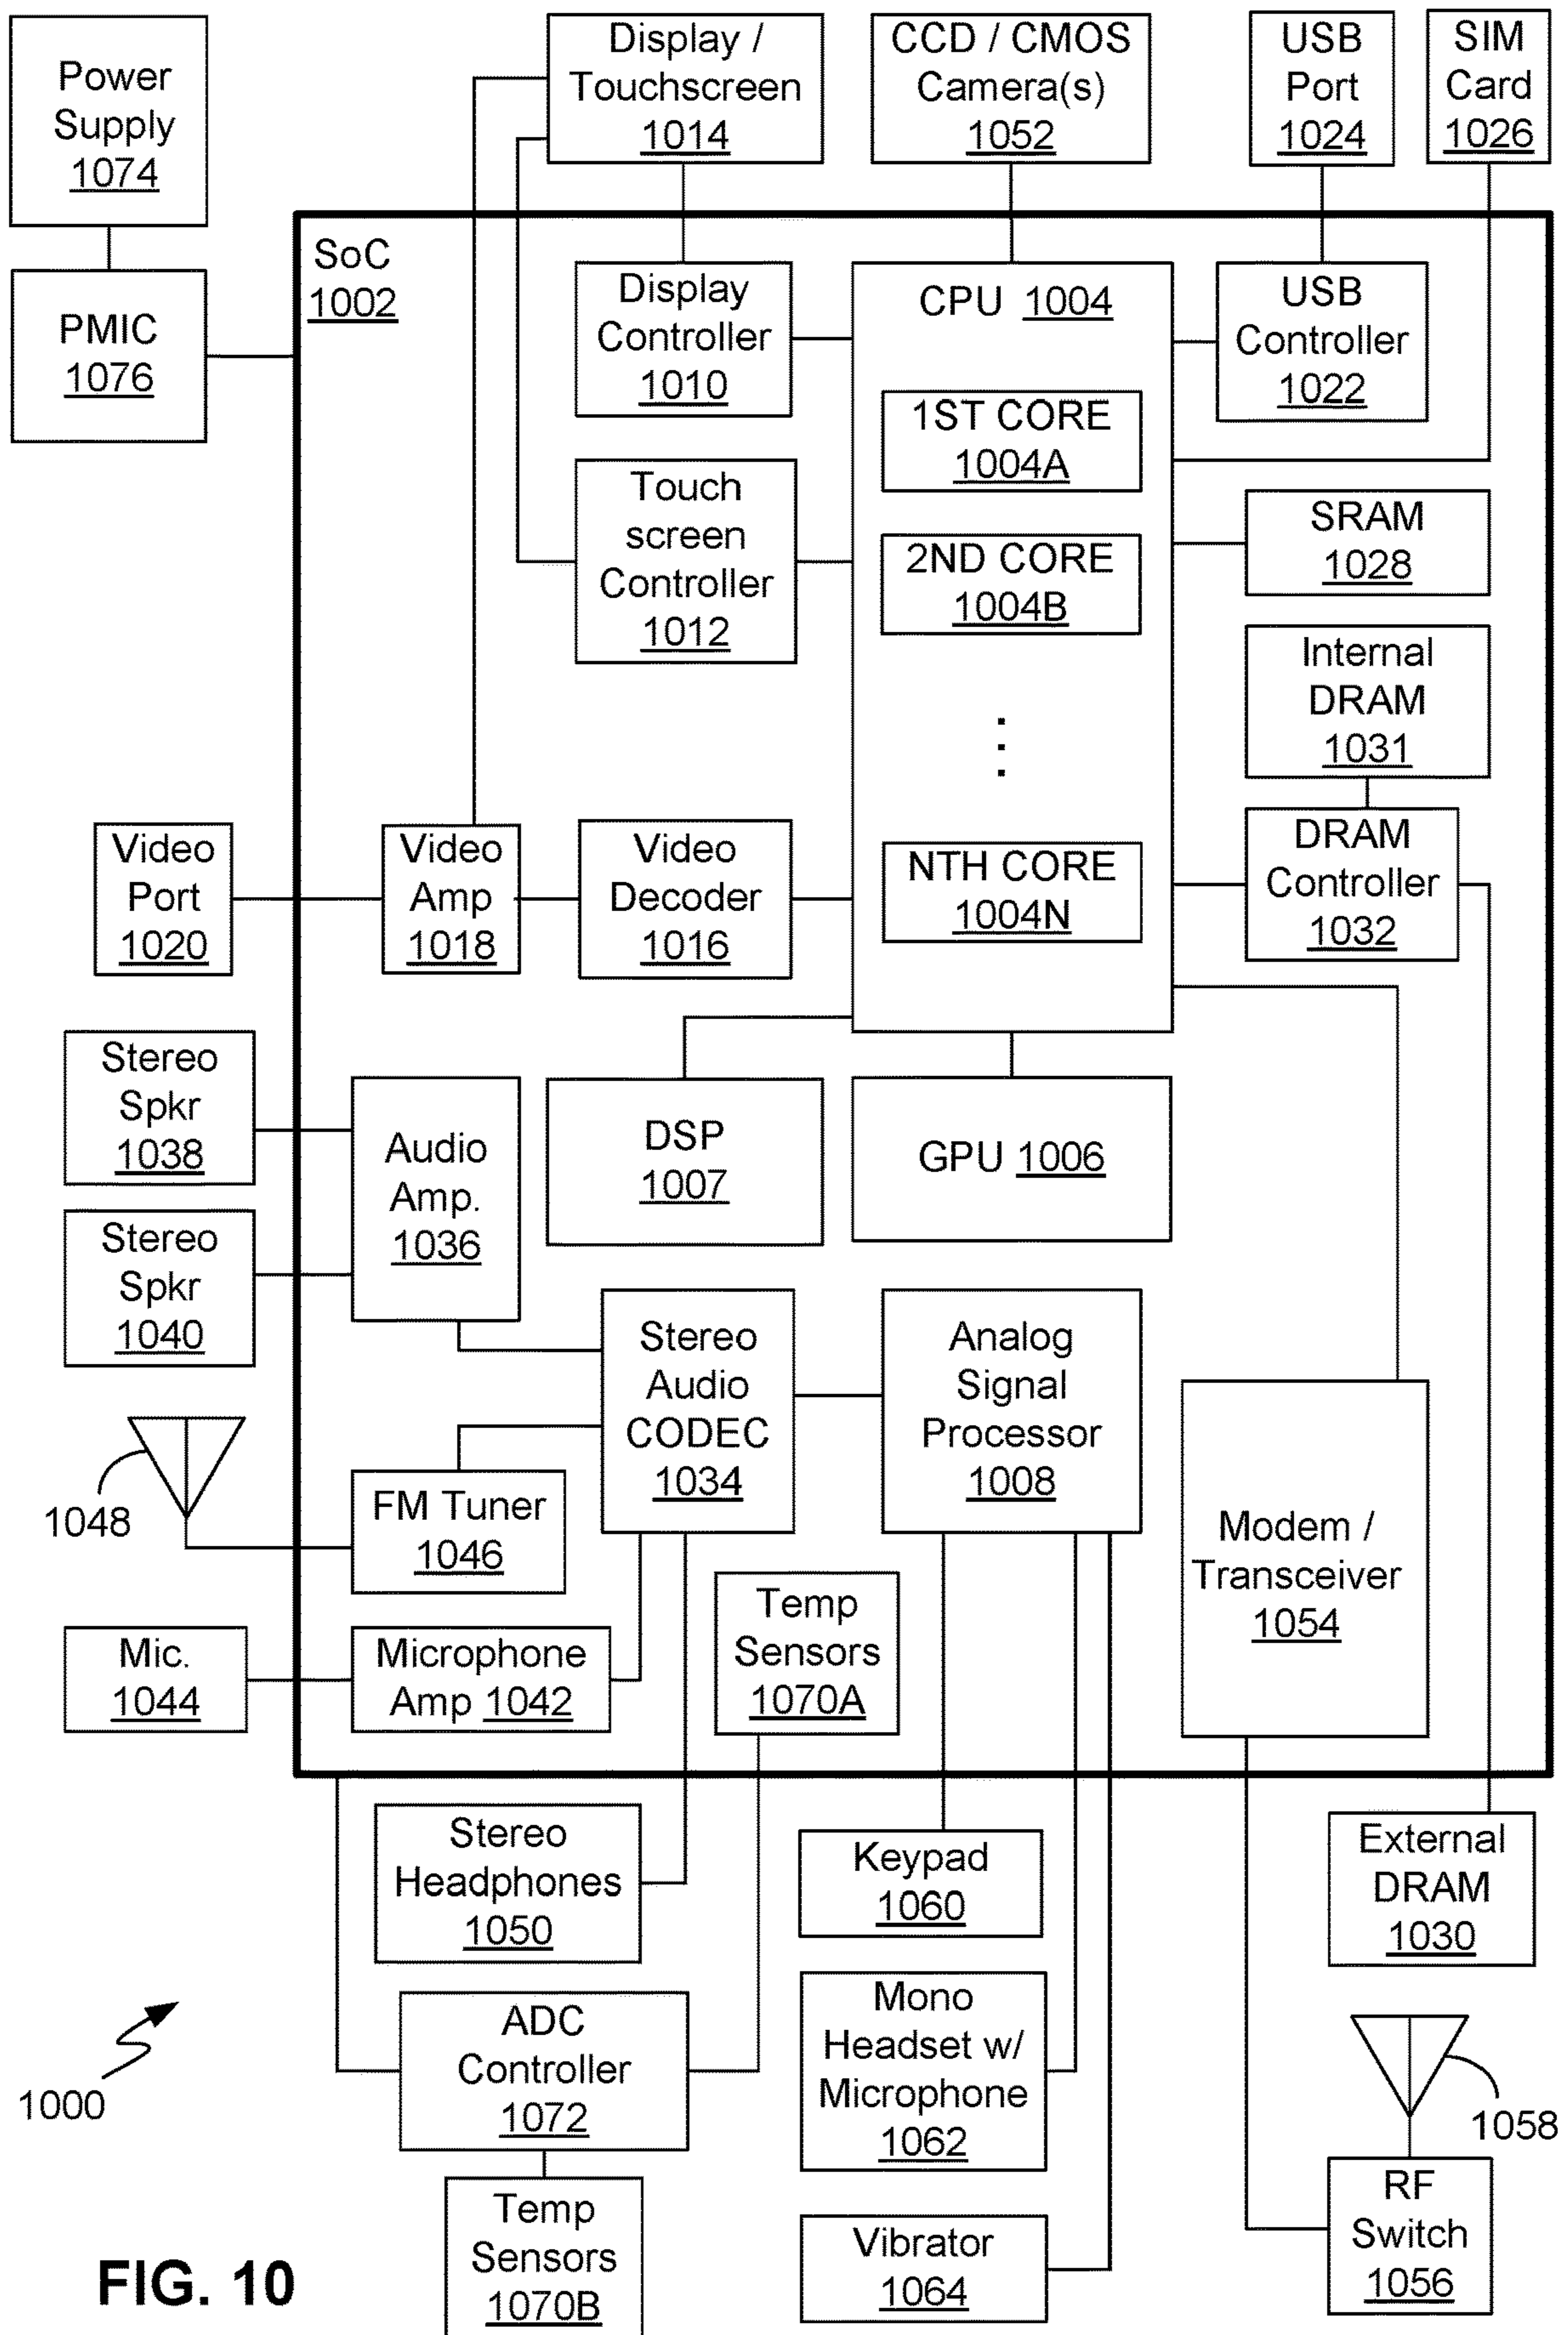 Power
Supply
1074
Display /
Touchscreen
1014
CCD / CMOS
Camera(s)
1052
USB
Port
1024
SIM
Card
1026
PMIC
1076
SoC
1002
Display
Controller
1010
CPU 1004
USB
Controller
1022
1ST CORE
1004A
Touch
screen
Controller
1012
2ND CORE
1004B
SRAM
1028
Internal
DRAM
1031
Video
Port
1020
Video
Amp
1018
Video
Decoder
1016
NTH CORE
1004N
DRAM
Controller
1032
Stereo
Spkr
1038
Audio
Amp.
1036
DSP
1007
GPU 1006
Stereo
Spkr
1040
Stereo
Audio
CODEC
1034
Analog
Signal
Processor
1008
1048
FM Tuner
1046
Modem /
Transceiver
1054
Mic.
1044
Microphone
Amp 1042
Temp
Sensors
1070A
Stereo
Headphones
1050
Keypad
1060
External
DRAM
1030
ADC
Controller
1072
Mono
Headset w/
Microphone
1062
1000
1058
Temp
Sensors
1070B
Vibrator
1064
RF
Switch
1056
FIG. 10